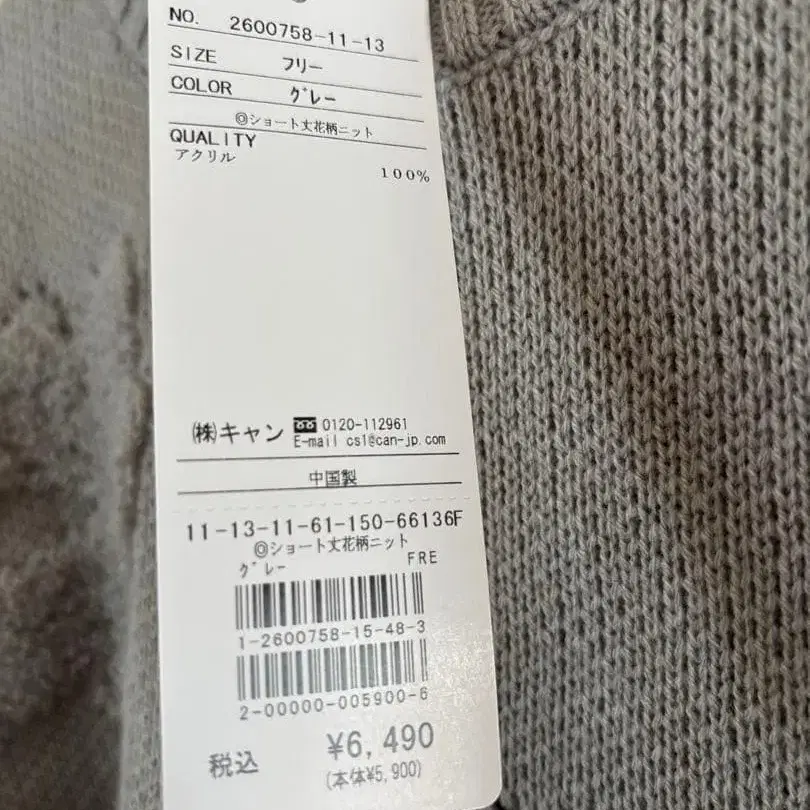 NO. 2600758-11-13
SIZE フリー
COLOR グレー
◎ショート丈花柄ニット
QUALITY
アクリル
100%
㈱キャン 0120-112961
E-mail cs1@can-jp.com
中国製
11-13-11-61-150-66136F
◎ショート丈花柄ニット
グレー FRE
1-2600758-15-48-3
2-00000-005900-6
税込 ¥6,490
(本体¥5,900)